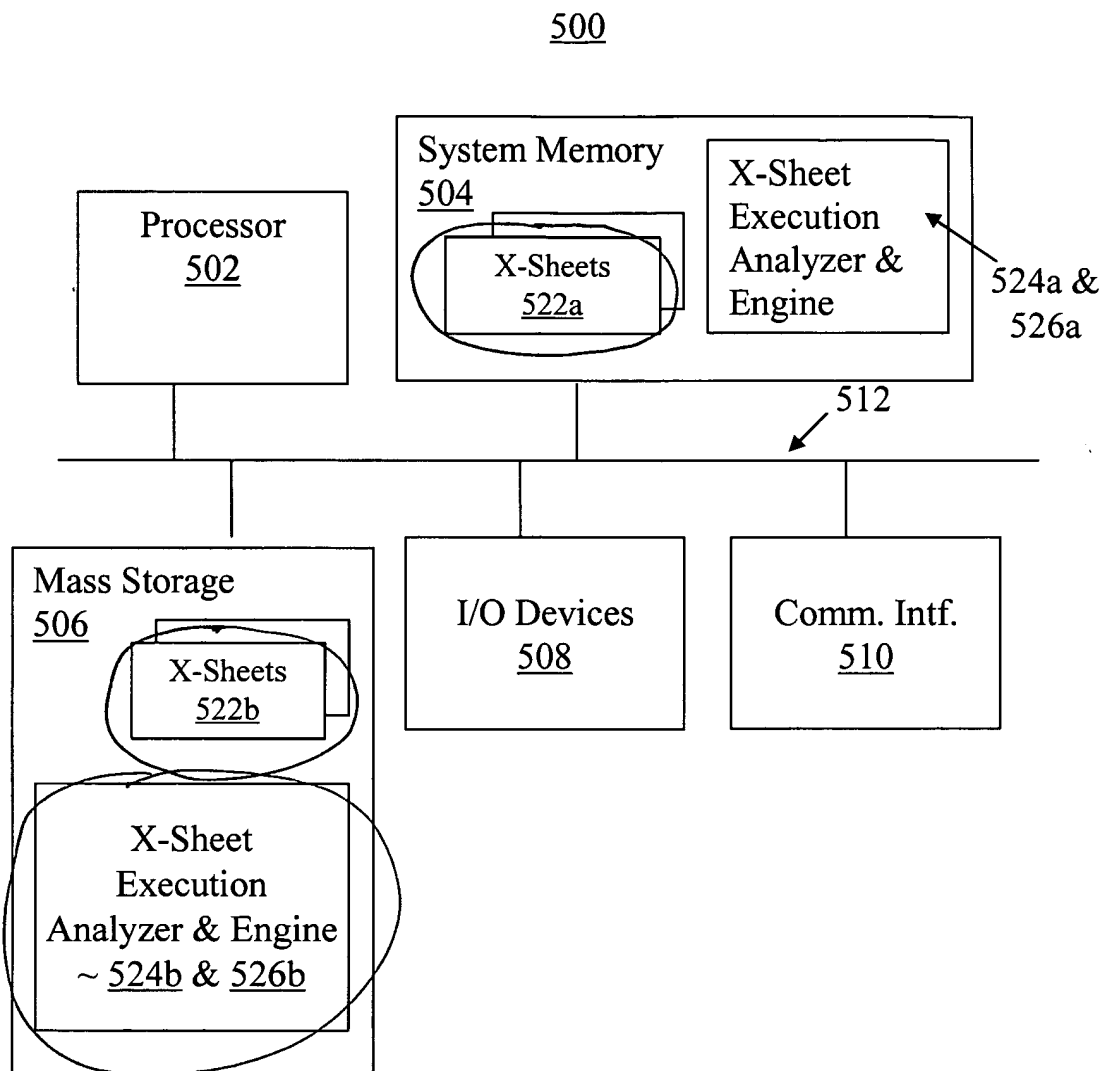 500
System Memory
504
X-Sheets
522a
X-Sheet
Execution
Analyzer &
Engine
524a &
526a
Processor
502
512
Mass Storage
506
X-Sheets
522b
X-Sheet
Execution
Analyzer & Engine
~ 524b & 526b
I/O Devices
508
Comm. Intf.
510